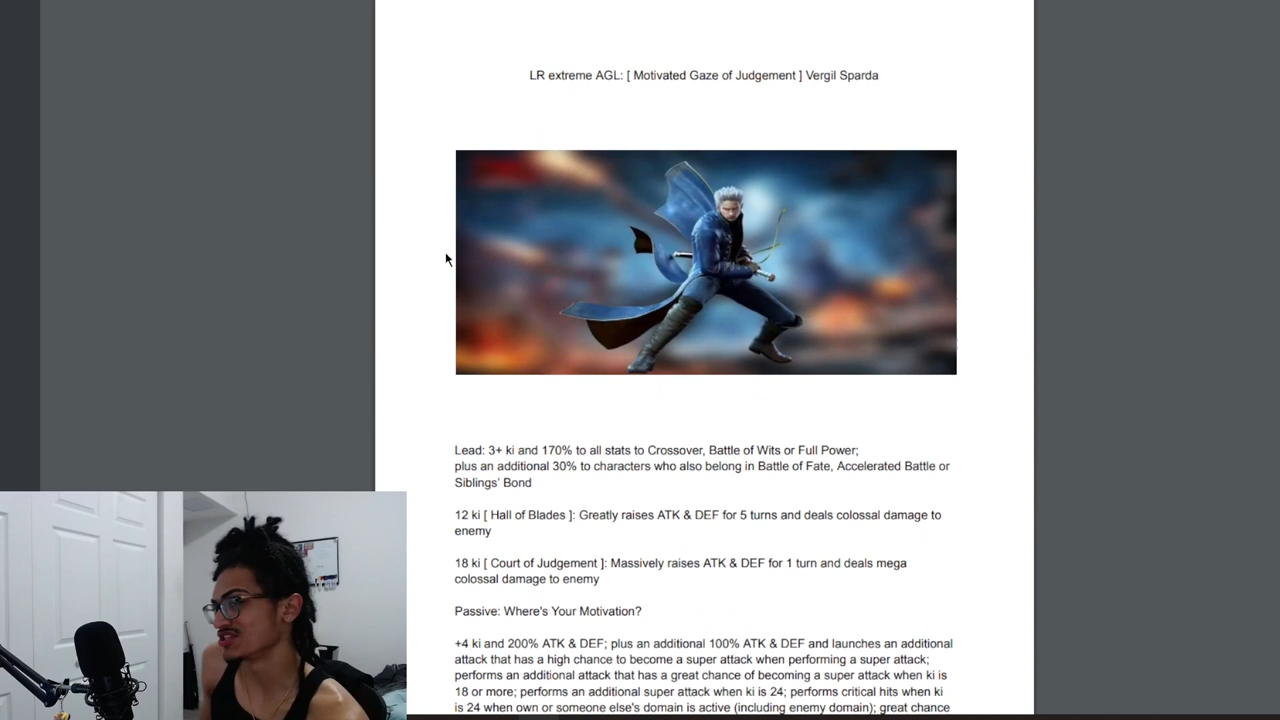 LR extreme AGL: [ Motivated Gaze of Judgement ] Vergil Sparda
Lead: 3+ ki and 170% to all stats to Crossover, Battle of Wits or Full Power;
plus an additional 30% to characters who also belong in Battle of Fate, Accelerated Battle or
Siblings' Bond
12 ki [ Hall of Blades ]: Greatly raises ATK & DEF for 5 turns and deals colossal damage to
enemy
18 ki [ Court of Judgement ]: Massively raises ATK & DEF for 1 turn and deals mega
colossal damage to enemy
Passive: Where's Your Motivation?
+4 ki and 200% ATK & DEF; plus an additional 100% ATK & DEF and launches an additional
attack that has a high chance to become a super attack when performing a super attack;
performs an additional attack that has a great chance of becoming a super attack when ki is
18 or more; performs an additional super attack when ki is 24; performs critical hits when ki
is 24 when own or someone else's domain is active (including enemy domain); great chance